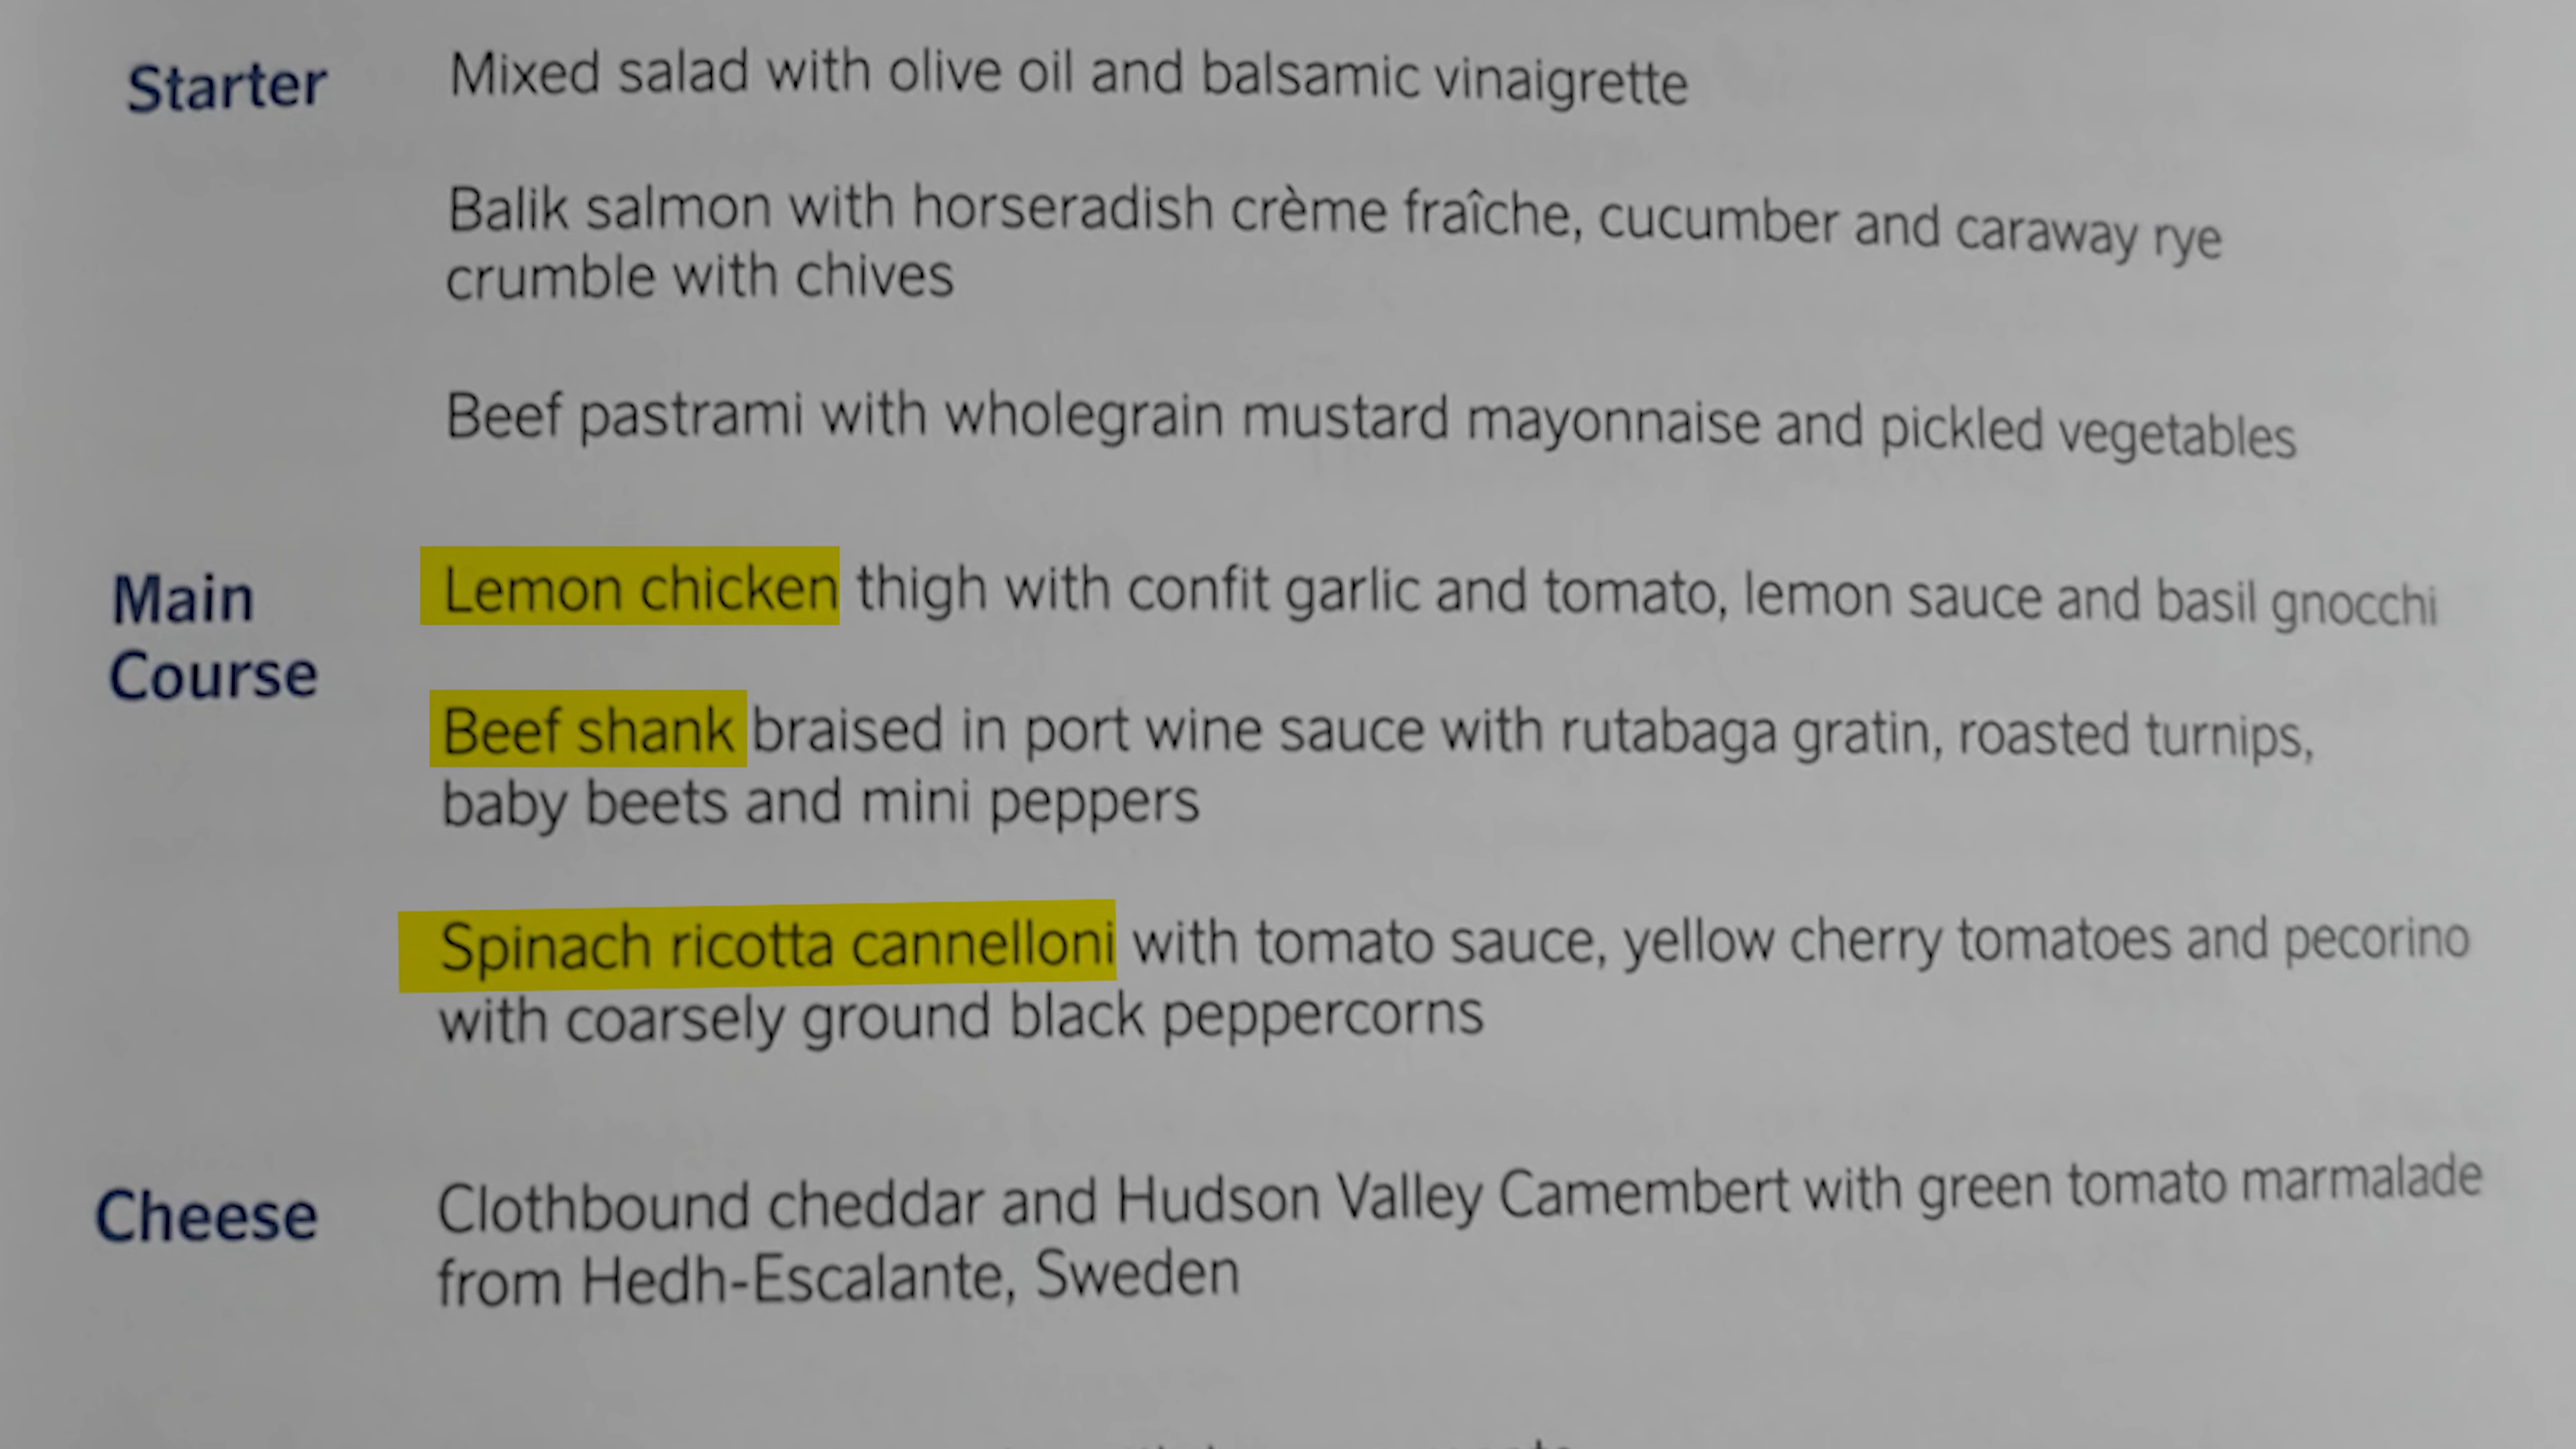 Starter Mixed salad with olive oil and balsamic vinaigrette
Balik salmon with horseradish crème fraîche, cucumber and caraway rye
crumble with chives
Beef pastrami with wholegrain mustard mayonnaise and pickled vegetables
Main Lemon chicken thigh with confit garlic and tomato, lemon sauce and basil gnocchi
Course
Beef shank braised in port wine sauce with rutabaga gratin, roasted turnips,
baby beets and mini peppers
Spinach ricotta cannelloni with tomato sauce, yellow cherry tomatoes and pecorino
with coarsely ground black peppercorns
Cheese Clothbound cheddar and Hudson Valley Camembert with green tomato marmalade
from Hedh-Escalante, Sweden